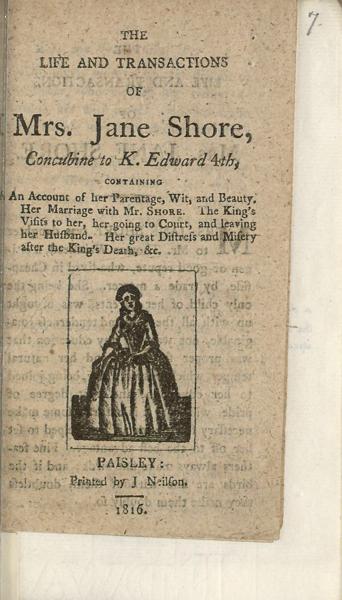 7.
THE
LIFE AND TRANSACTIONS
OF
Mrs. Jane Shore,
Concubine to K. Edward 4th,
CONTAINING
An Account of her Parentage, Wit, and Beauty.
Her Marriage with Mr. SHORE. The King's
Visits to her, her going to Court, and leaving
her Husband. Her great Distress and Misery
after the King's Death, &c.
PAISLEY:
Printed by J Neilson.
1816.